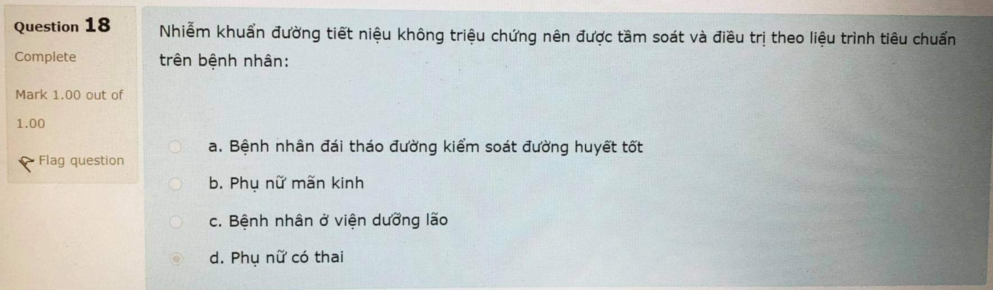 Question 18
Complete
Mark 1.00 out of
1.00
Flag question
Nhiễm khuẩn đường tiết niệu không triệu chứng nên được tầm soát và điều trị theo liệu trình tiêu chuẩn
trên bệnh nhân:
a. Bệnh nhân đái tháo đường kiểm soát đường huyết tốt
b. Phụ nữ mãn kinh
c. Bệnh nhân ở viện dưỡng lão
d. Phụ nữ có thai